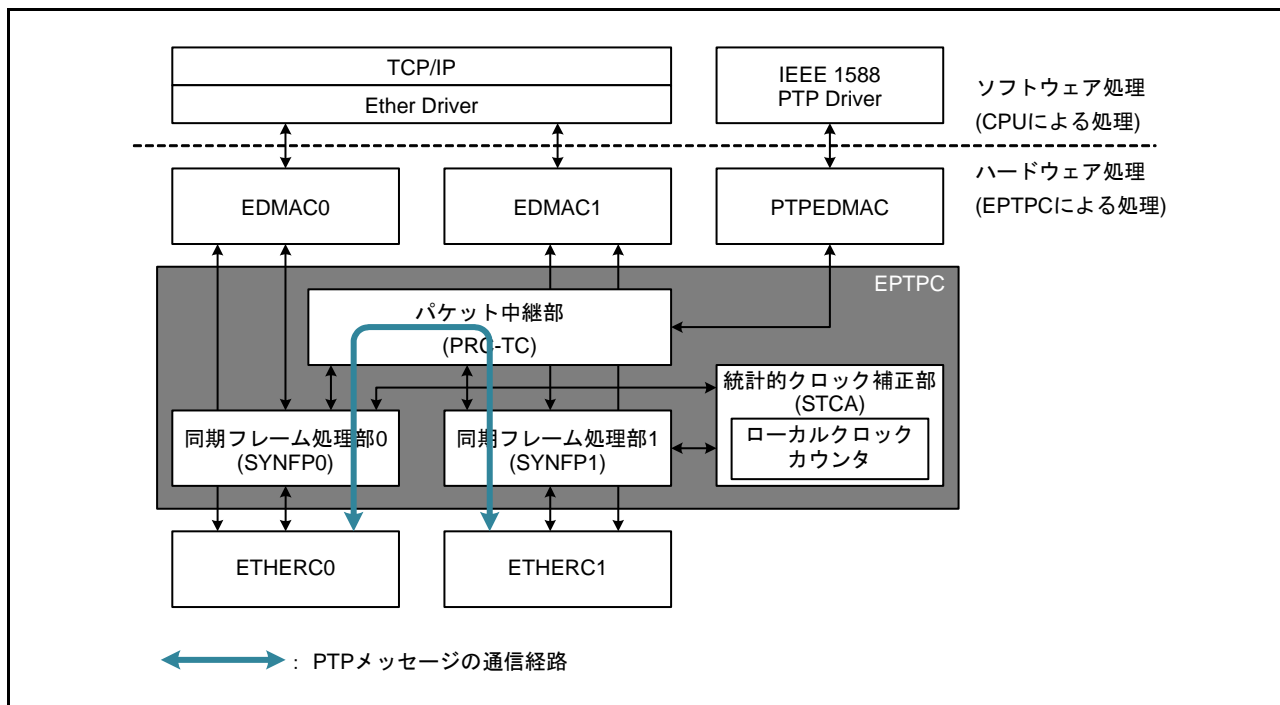 TCP/IP
Ether Driver
IEEE 1588
PTP Driver
ソフトウェア処理
(CPUによる処理)
ハードウェア処理
(EPTPCによる処理)
EDMAC0
EDMAC1
PTPEDMAC
EPTPC
パケット中継部
(PRC-TC)
統計的クロック補正部
(STCA)
ローカルクロック
カウンタ
同期フレーム処理部0
(SYNFP0)
同期フレーム処理部1
(SYNFP1)
ETHERC0
ETHERC1
: PTPメッセージの通信経路